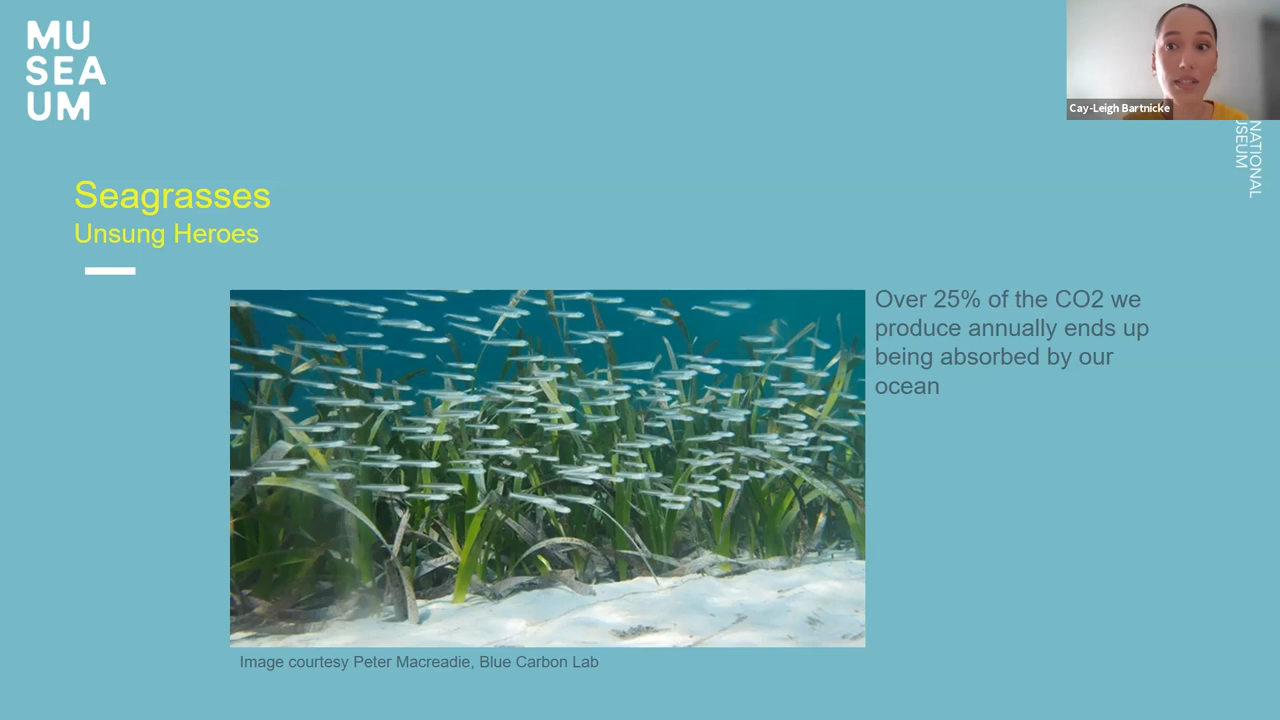 MU
SEA
UM
Cay-Leigh Bartnicke
NATIONAL
Seagrasses
Unsung Heroes
Over 25% of the CO2 we
produce annually ends up
being absorbed by our
ocean
Image courtesy Peter Macreadie, Blue Carbon Lab